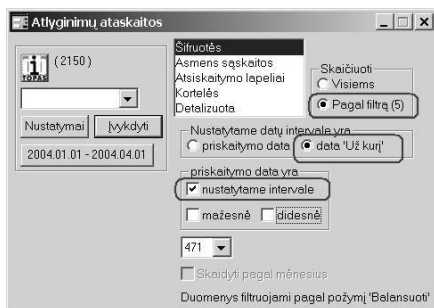 Atlyginimų ataskaitos
TOPAS
(2150)
Nustatymai
Įvykdyti
2004.01.01 - 2004.04.01
Šifruotės
Asmens sąskaitos
Atsiskaitymo lapeliai
Kortelės
Detalizuota
Skaičiuoti
Visiems
Pagal filtrą (5)
Nustatytame datų intervale yra
priskaitymo data
data 'Už kurį'
priskaitymo data yra
nustatytame intervale
mažesnė
didesnė
471
Skaidyti pagal mėnesius
Duomenys filtruojami pagal požymį 'Balansuoti'